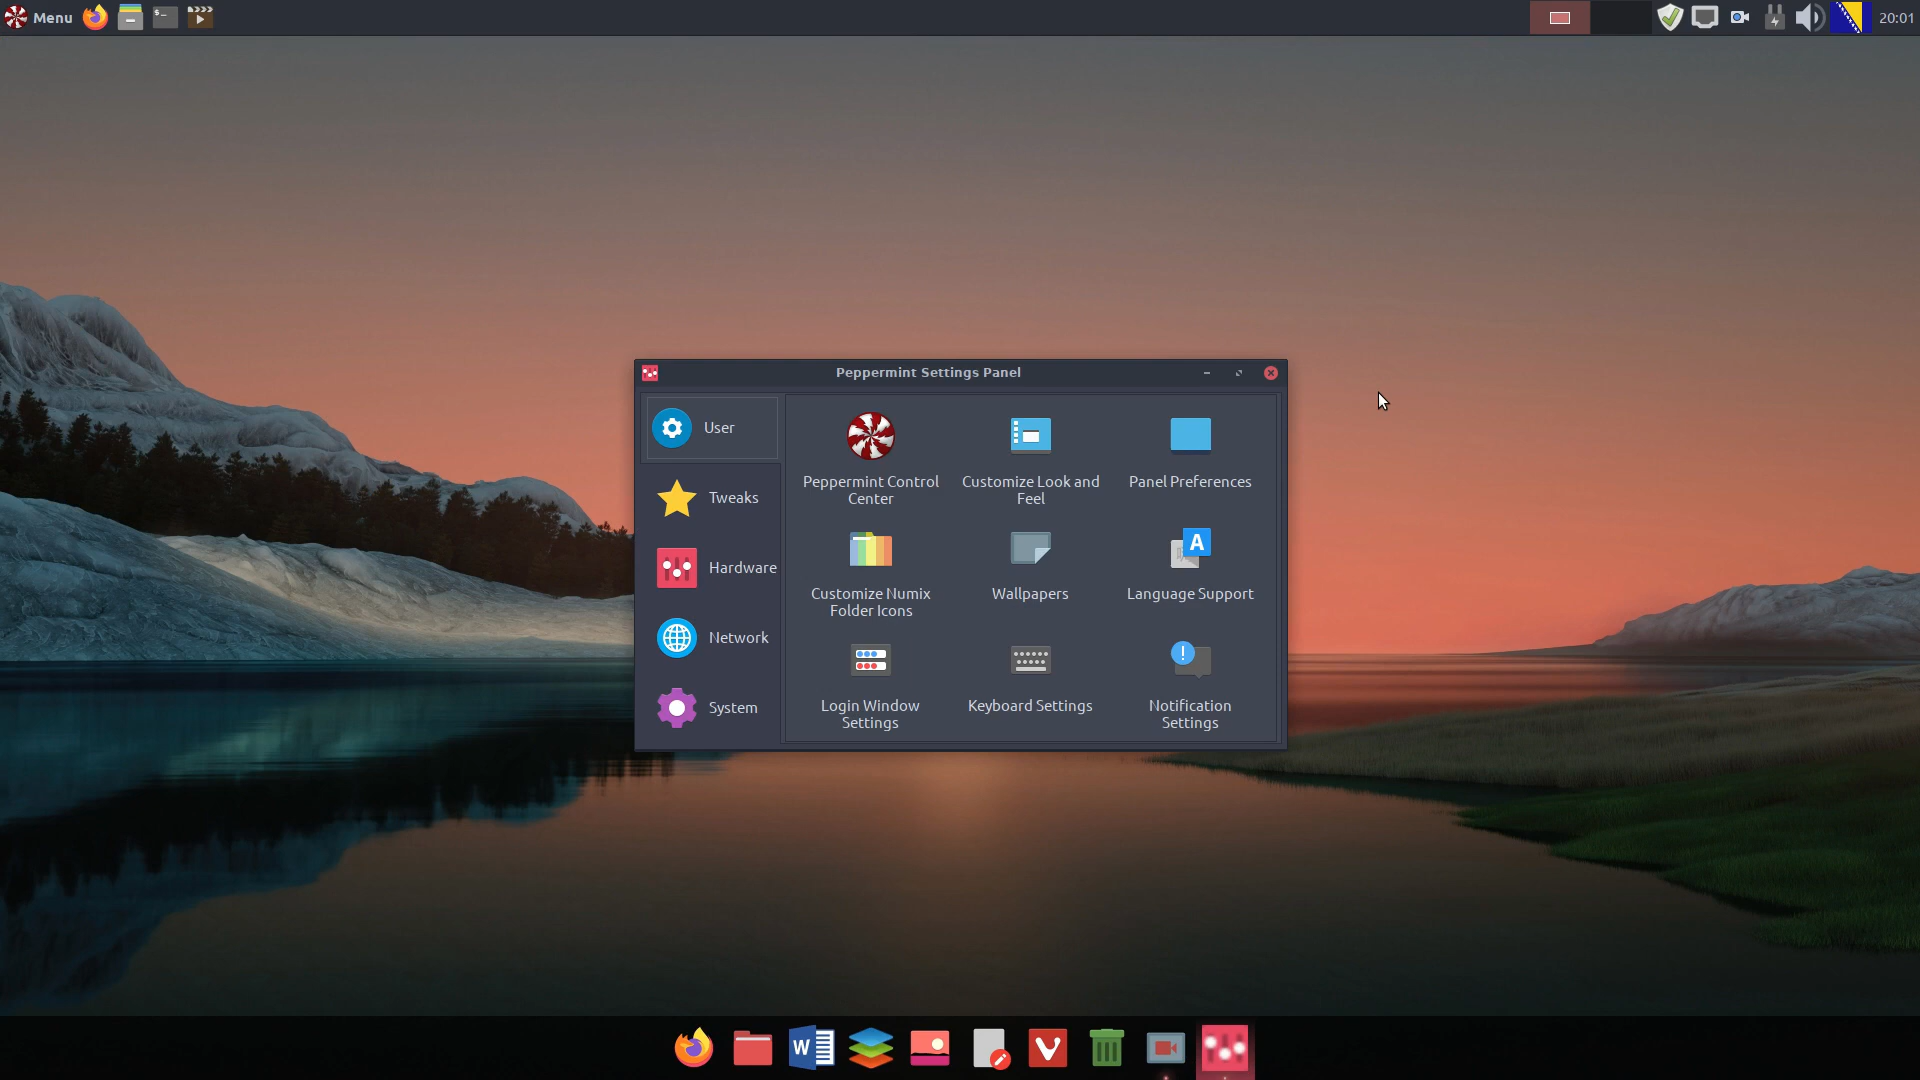 Menu
20:01
Peppermint Settings Panel
User
Tweaks
Hardware
Network
System
Peppermint Control
Center
Customize Look and
Feel
Panel Preferences
Customize Numix
Folder Icons
Wallpapers
A
Language Support
Login Window
Settings
Keyboard Settings
!
Notification
Settings
W